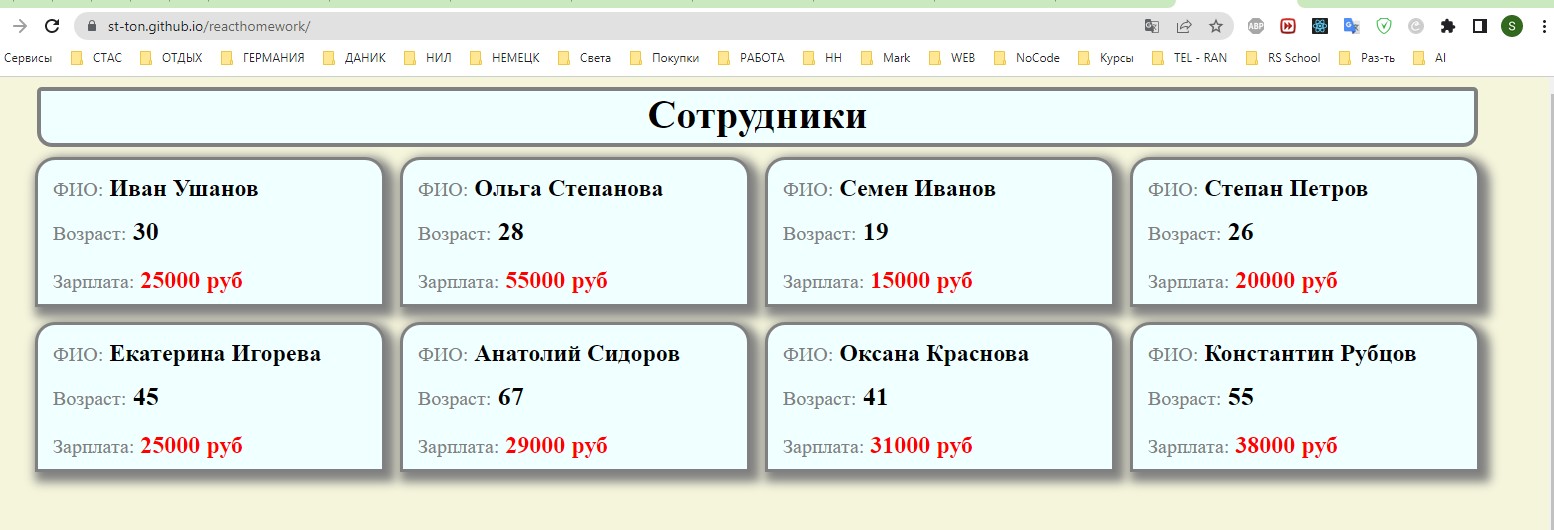 st-ton.github.io/reacthomework/
ABP
S
Сервисы СТАС ОТДЫХ ГЕРМАНИЯ ДАНИК НИЛ НЕМЕЦК Света Покупки РАБОТА НН Mark WEB NoCode Курсы TEL - RAN RS School Раз-ть AI
Сотрудники
ФИО: Иван Ушанов
Возраст: 30
Зарплата: 25000 руб
ФИО: Ольга Степанова
Возраст: 28
Зарплата: 55000 руб
ФИО: Семен Иванов
Возраст: 19
Зарплата: 15000 руб
ФИО: Степан Петров
Возраст: 26
Зарплата: 20000 руб
ФИО: Екатерина Игорева
Возраст: 45
Зарплата: 25000 руб
ФИО: Анатолий Сидоров
Возраст: 67
Зарплата: 29000 руб
ФИО: Оксана Краснова
Возраст: 41
Зарплата: 31000 руб
ФИО: Константин Рубцов
Возраст: 55
Зарплата: 38000 руб